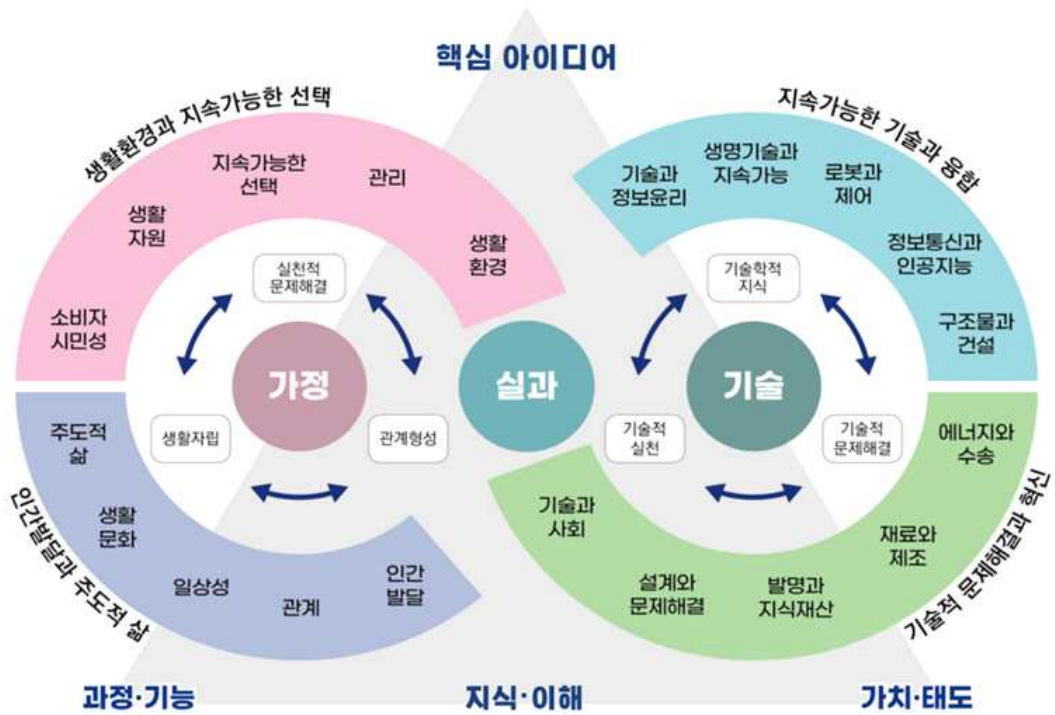 핵심 아이디어
생활환경과 지속가능한 선택
지속가능한
선택
관리
생활
자원
생활
환경
소비자
시민성
실천적
문제해결
가정
생활자립
관계형성
주도적
삶
생활
문화
일상성
관계
인간
발달
인간발달과 주도적 삶
실과
지속가능한 기술과 융합
기술과
정보윤리
생명기술과
지속가능
로봇과
제어
정보통신과
인공지능
구조물과
건설
기술학적
지식
기술
기술적
실천
기술적
문제해결
에너지와
수송
재료와
제조
발명과
지식재산
설계와
문제해결
기술과
사회
기술적 문제해결과 혁신
과정·기능
지식·이해
가치·태도